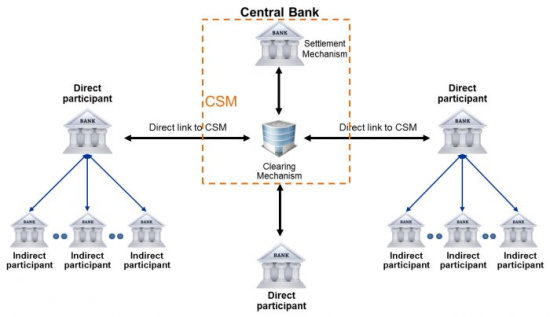 Central Bank
BANK
Settlement
Mechanism
CSM
Direct
participant
BANK
Direct link to CSM
Clearing
Mechanism
Direct link to CSM
Direct
participant
BANK
BANK
BANK
BANK
Indirect
participant
Indirect
participant
Indirect
participant
BANK
Direct
participant
BANK
BANK
BANK
Indirect
participant
Indirect
participant
Indirect
participant